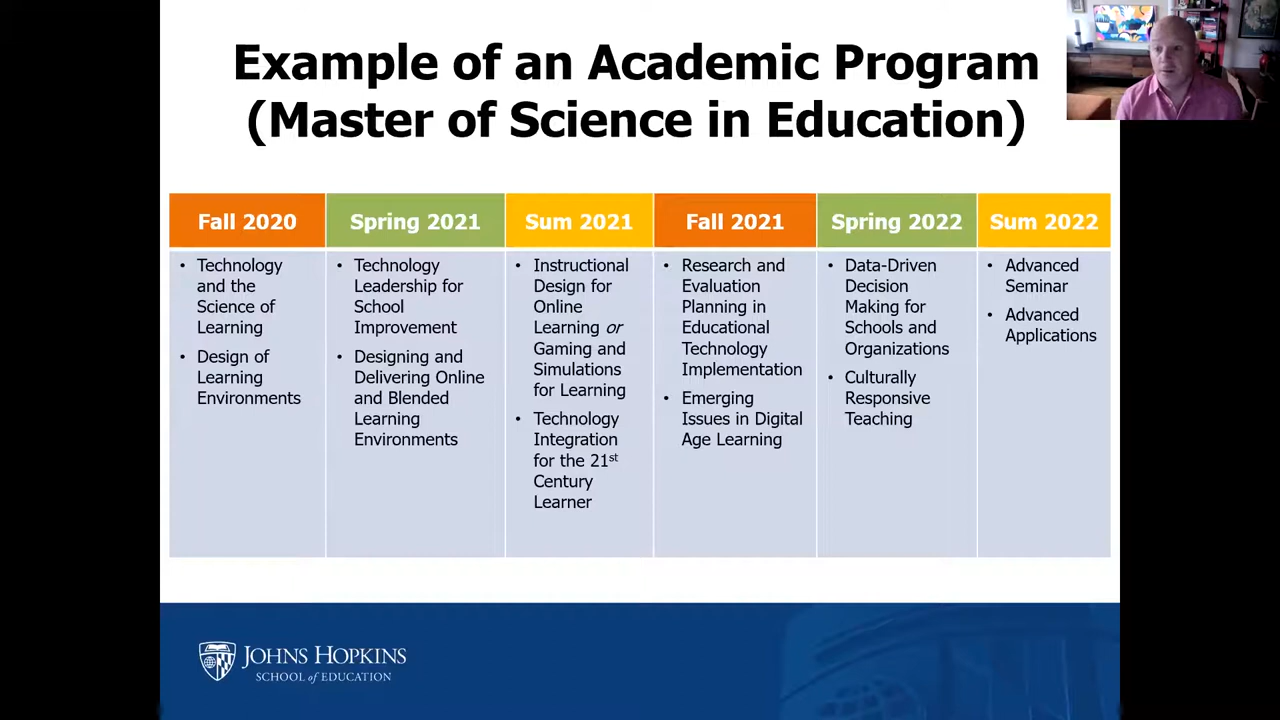 Example of an Academic Program
(Master of Science in Education)
Fall 2020
Spring 2021
Sum 2021
Fall 2021
Spring 2022
Sum 2022
• Technology
and the
Science of
Learning
• Design of
Learning
Environments
• Technology
Leadership for
School
Improvement
• Designing and
Delivering Online
and Blended
Learning
Environments
• Instructional
Design for
Online
Learning or
Gaming and
Simulations
for Learning
• Technology
Integration
for the 21st
Century
Learner
• Research and
Evaluation
Planning in
Educational
Technology
Implementation
• Emerging
Issues in Digital
Age Learning
• Data-Driven
Decision
Making for
Schools and
Organizations
• Culturally
Responsive
Teaching
• Advanced
Seminar
• Advanced
Applications
JOHNS HOPKINS
SCHOOL of EDUCATION